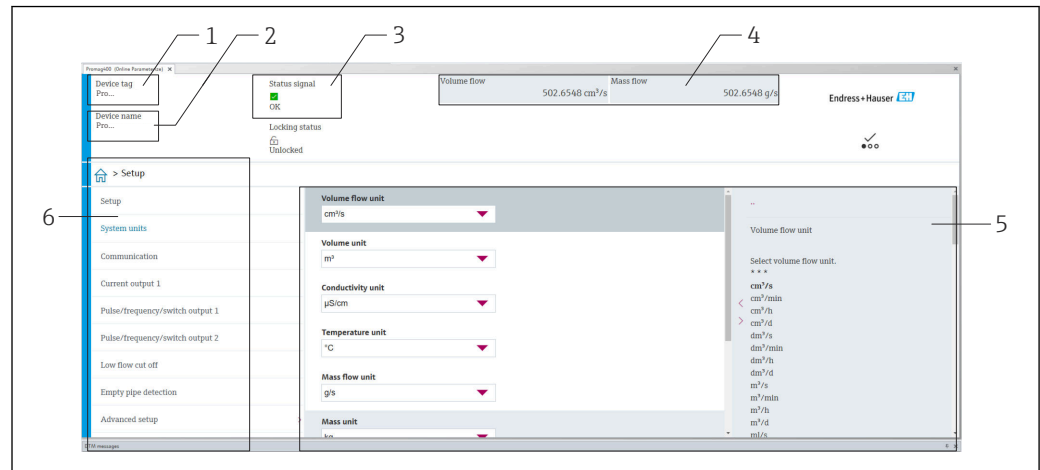 1
2
3
4
Promag400 (Online Parameterize) X
Device tag
Pro...
Device name
Pro...
Status signal
OK
Locking status
Unlocked
Volume flow
502.6548 cm³/s
Mass flow
502.6548 g/s
Endress+Hauser EH
> Setup
6
5
Setup
System units
Communication
Current output 1
Pulse/frequency/switch output 1
Pulse/frequency/switch output 2
Low flow cut off
Empty pipe detection
Advanced setup
Volume flow unit
cm³/s
Volume unit
m³
Conductivity unit
µS/cm
Temperature unit
°C
Mass flow unit
g/s
Mass unit
kg
..
Volume flow unit
Select volume flow unit.
* * *
cm³/s
cm³/min
cm³/h
cm³/d
dm³/s
dm³/min
dm³/h
dm³/d
m³/s
m³/min
m³/h
m³/d
ml/s
DTM messages